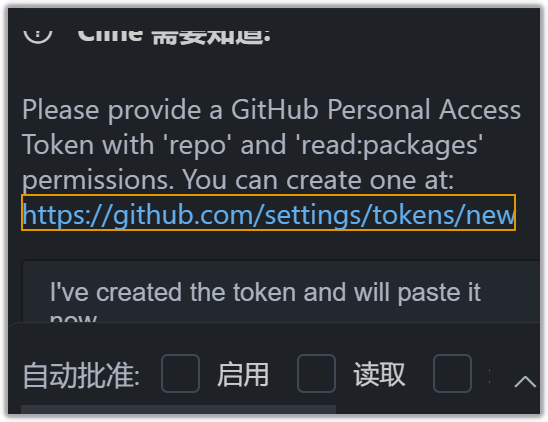 Cline 需要知道:
Please provide a GitHub Personal Access
Token with 'repo' and 'read:packages'
permissions. You can create one at:
https://github.com/settings/tokens/new
I've created the token and will paste it
now
自动批准: 启用 读取